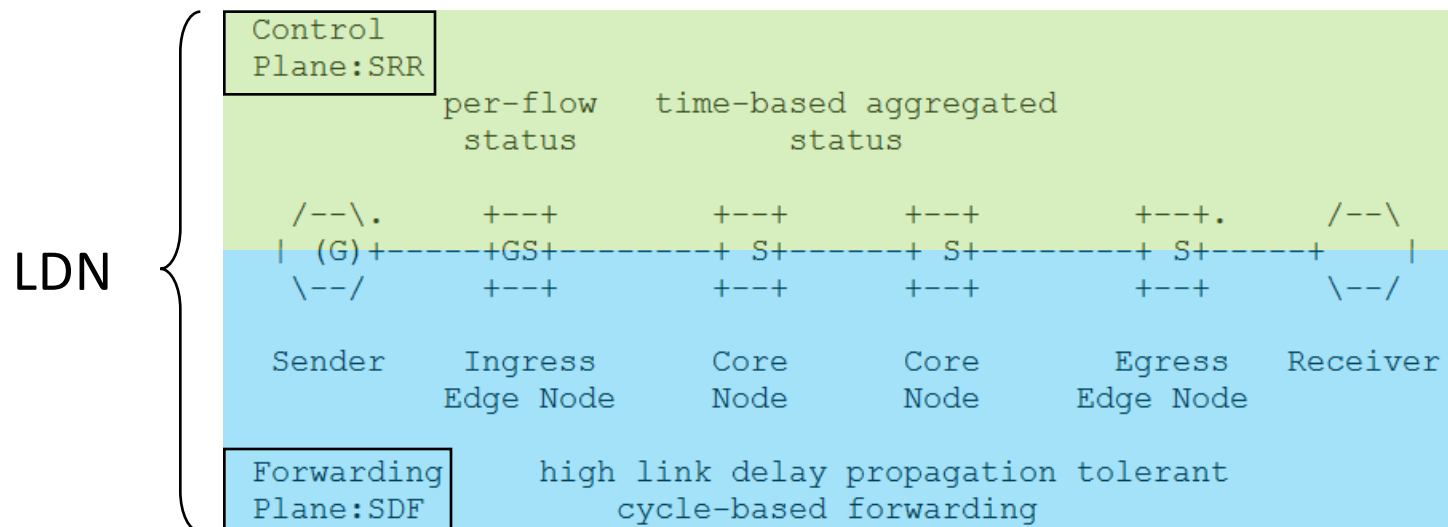 Control
Plane:SRR
per-flow time-based aggregated
status status
/--\. +--+ +--+ +--+ +--+. /--\
| (G)+-----+GS+--------+ S+------+ S+--------+ S+-----+ |
\--/ +--+ +--+ +--+ +--+ \--/
LDN
Sender Ingress Core Core Egress Receiver
Edge Node Node Node Edge Node
Forwarding high link delay propagation tolerant
Plane:SDF cycle-based forwarding